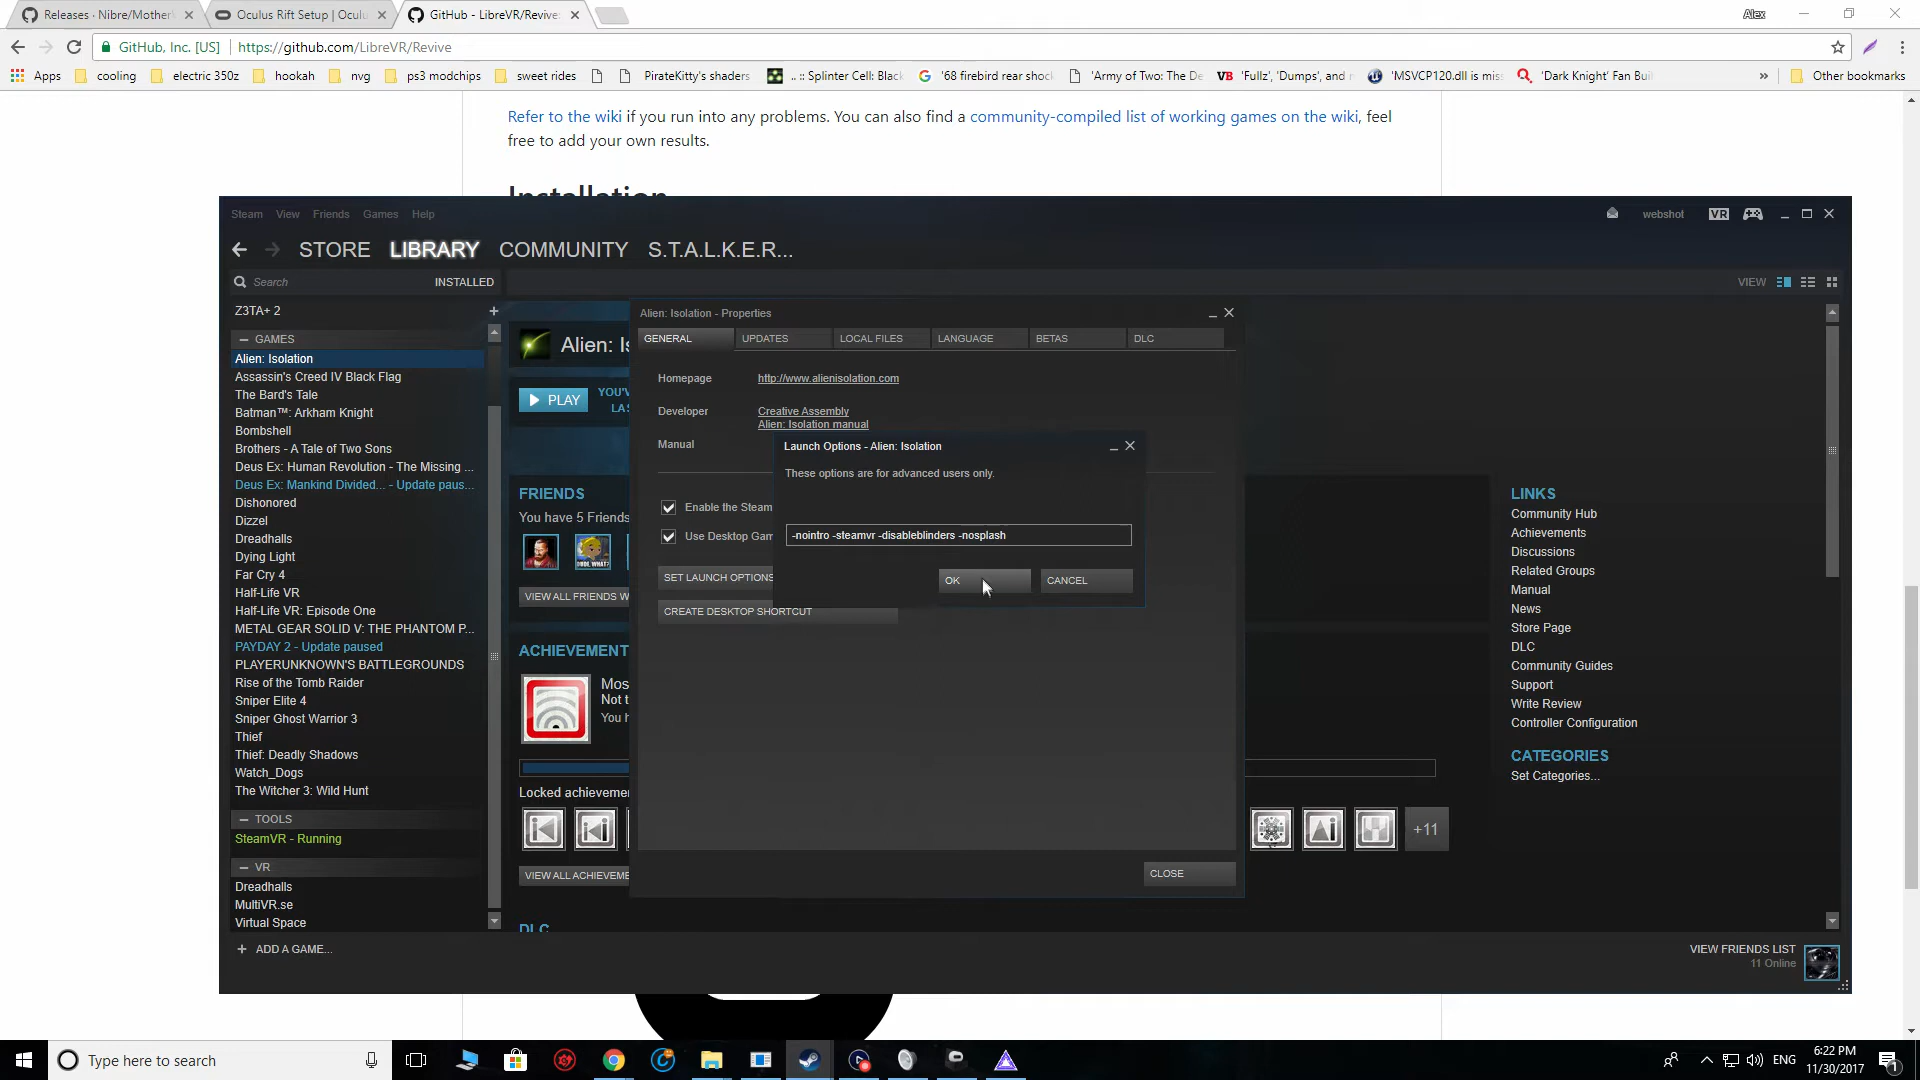 Releases · Nibre/Mother
Oculus Rift Setup | Ocul
GitHub - LibreVR/Revive:
Alex
GitHub, Inc. [US]
https://github.com/LibreVR/Revive
Apps
cooling
electric 350z
hookah
nvg
ps3 modchips
sweet rides
PirateKitty's shaders
.. :: Splinter Cell: Black
'68 firebird rear shock
'Army of Two: The De
'Fullz', 'Dumps', and
'MSVCP120.dll is miss
'Dark Knight' Fan Buil
»
Other bookmarks
Refer to the wiki if you run into any problems. You can also find a community-compiled list of working games on the wiki, feel
free to add your own results.
Installation
Steam
View
Friends
Games
Help
webshot
VR
STORE
LIBRARY
COMMUNITY
S.T.A.L.K.E.R...
Search
INSTALLED
VIEW
Z3TA+ 2
+
— GAMES
Alien: Isolation
Assassin's Creed IV Black Flag
The Bard's Tale
Batman™: Arkham Knight
Bombshell
Brothers - A Tale of Two Sons
Deus Ex: Human Revolution - The Missing ...
Deus Ex: Mankind Divided... - Update paus...
Dishonored
Dizzel
Dreadhalls
Dying Light
Far Cry 4
Half-Life VR
Half-Life VR: Episode One
METAL GEAR SOLID V: THE PHANTOM P...
PAYDAY 2 - Update paused
PLAYERUNKNOWN'S BATTLEGROUNDS
Rise of the Tomb Raider
Sniper Elite 4
Sniper Ghost Warrior 3
Thief
Thief: Deadly Shadows
Watch_Dogs
The Witcher 3: Wild Hunt
— TOOLS
SteamVR - Running
— VR
Dreadhalls
MultiVR.se
Virtual Space
+ ADD A GAME...
Alien: Is
PLAY
YOU'V
LAS
FRIENDS
You have 5 Friends
VIEW ALL FRIENDS W
ACHIEVEMENT
Mos
Not t
You h
Locked achieveme
+11
VIEW ALL ACHIEVEME
DLC
Alien: Isolation - Properties
GENERAL
UPDATES
LOCAL FILES
LANGUAGE
BETAS
DLC
Homepage
http://www.alienisolation.com
Developer
Creative Assembly
Alien: Isolation manual
Manual
Enable the Steam
Use Desktop Gam
SET LAUNCH OPTIONS
CREATE DESKTOP SHORTCUT
CLOSE
Launch Options - Alien: Isolation
These options are for advanced users only.
-nointro -steamvr -disableblinders -nosplash
OK
CANCEL
LINKS
Community Hub
Achievements
Discussions
Related Groups
Manual
News
Store Page
DLC
Community Guides
Support
Write Review
Controller Configuration
CATEGORIES
Set Categories...
VIEW FRIENDS LIST
11 Online
Type here to search
ENG
6:22 PM
11/30/2017
1